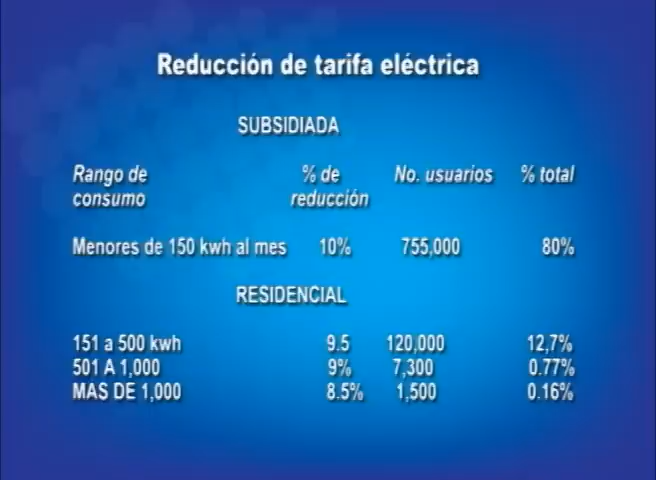 Reducción de tarifa eléctrica
SUBSIDIADA
Rango de consumo % de reducción No. usuarios % total
Menores de 150 kwh al mes 10% 755,000 80%
RESIDENCIAL
151 a 500 kwh 9.5 120,000 12,7%
501 A 1,000 9% 7,300 0.77%
MAS DE 1,000 8.5% 1,500 0.16%